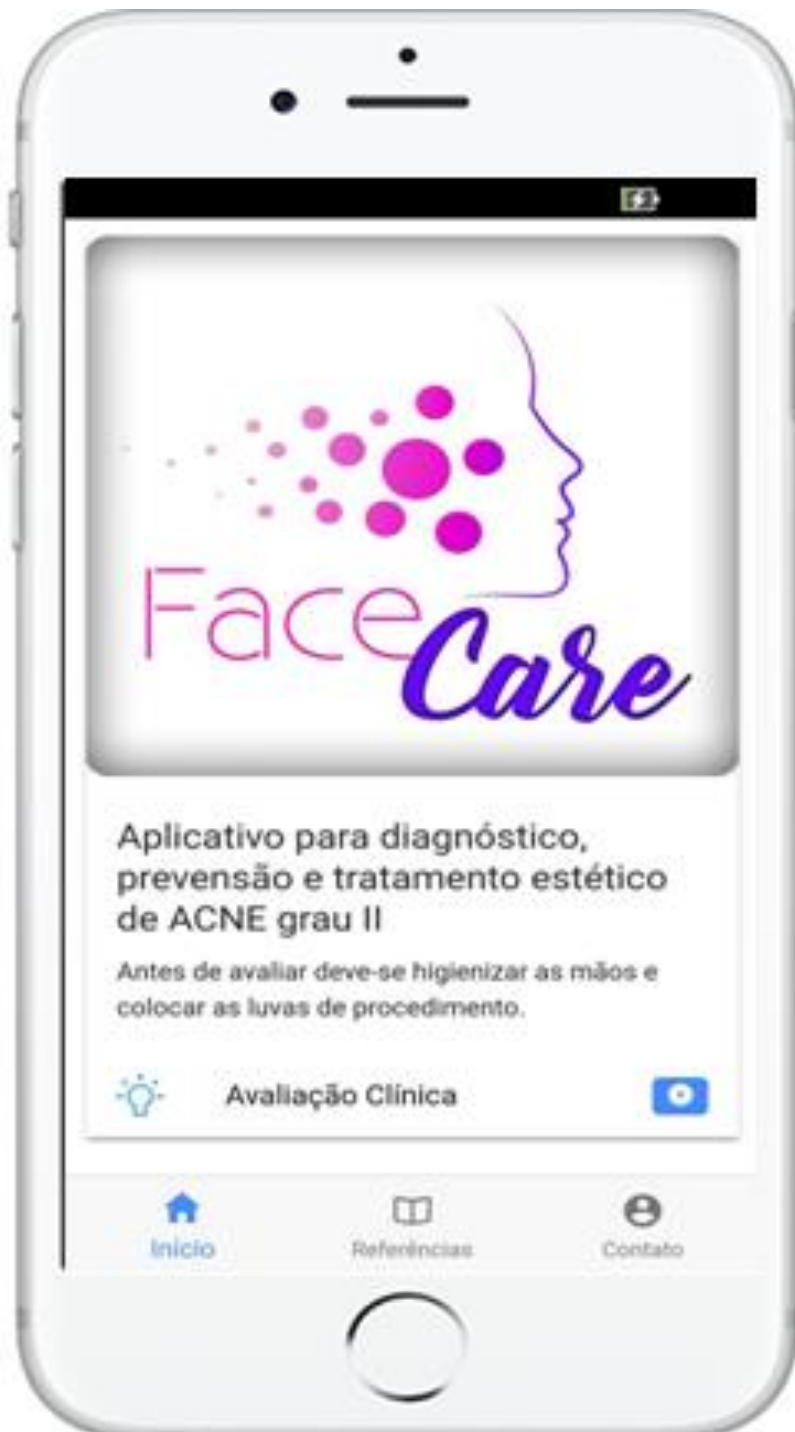 Face
Care
Aplicativo para diagnóstico,
prevensão e tratamento estético
de ACNE grau II
Antes de avaliar deve-se higienizar as mãos e
colocar as luvas de procedimento.
Avaliação Clínica
Início Referências Contato